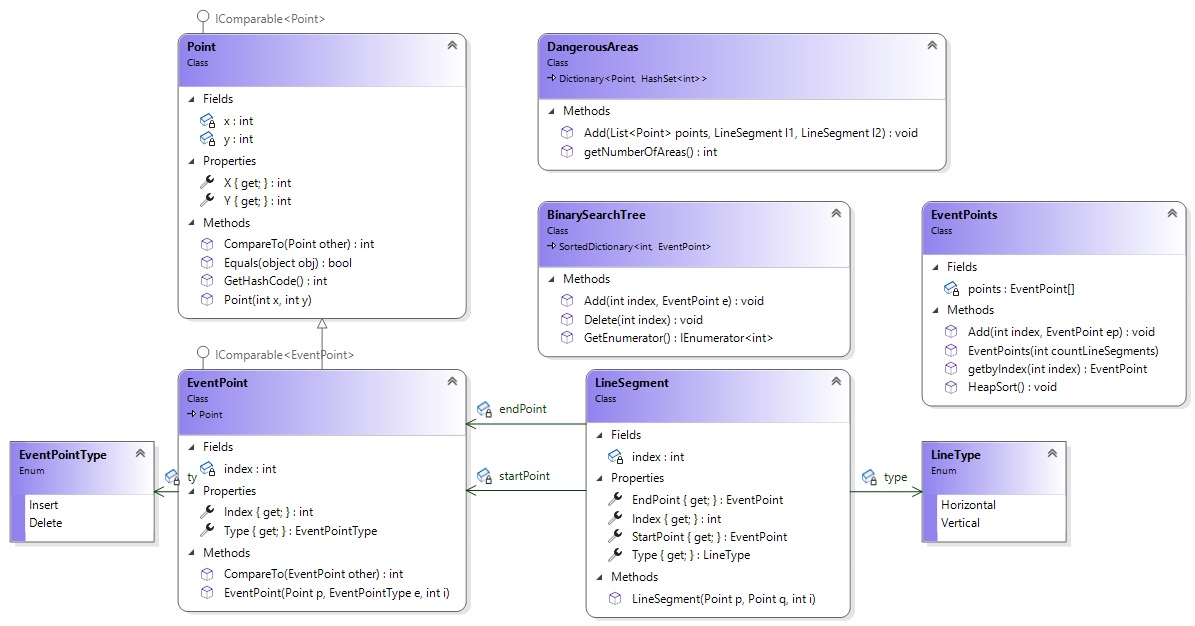 IComparable<Point>
Point
Class
Fields
x : int
y : int
Properties
X { get; } : int
Y { get; } : int
Methods
CompareTo(Point other) : int
Equals(object obj) : bool
GetHashCode() : int
Point(int x, int y)
DangerousAreas
Class
Dictionary<Point, HashSet<int>>
Methods
Add(List<Point> points, LineSegment l1, LineSegment l2) : void
getNumberOfAreas() : int
BinarySearchTree
Class
SortedDictionary<int, EventPoint>
Methods
Add(int index, EventPoint e) : void
Delete(int index) : void
GetEnumerator() : IEnumerator<int>
EventPoints
Class
Fields
points : EventPoint[]
Methods
Add(int index, EventPoint ep) : void
EventPoints(int countLineSegments)
getbyIndex(int index) : EventPoint
HeapSort() : void
IComparable<EventPoint>
EventPoint
Class
Point
Fields
index : int
Properties
Index { get; } : int
Type { get; } : EventPointType
Methods
CompareTo(EventPoint other) : int
EventPoint(Point p, EventPointType e, int i)
EventPointType
Enum
Insert
Delete
ty
endPoint
startPoint
LineSegment
Class
Fields
index : int
Properties
EndPoint { get; } : EventPoint
Index { get; } : int
StartPoint { get; } : EventPoint
Type { get; } : LineType
Methods
LineSegment(Point p, Point q, int i)
type
LineType
Enum
Horizontal
Vertical